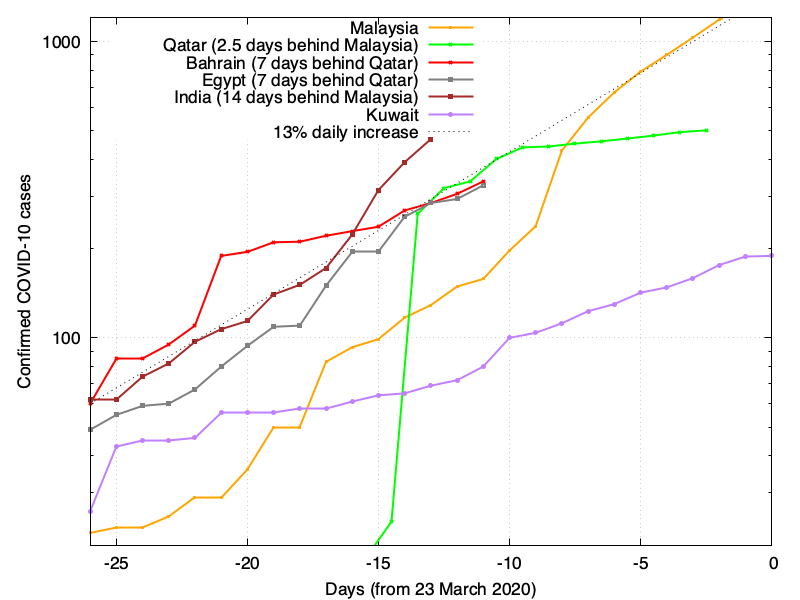 Malaysia
Qatar (2.5 days behind Malaysia)
Bahrain (7 days behind Qatar)
Egypt (7 days behind Qatar)
India (14 days behind Malaysia)
Kuwait
13% daily increase
1000
100
Confirmed COVID-10 cases
-25 -20 -15 -10 -5 0
Days (from 23 March 2020)